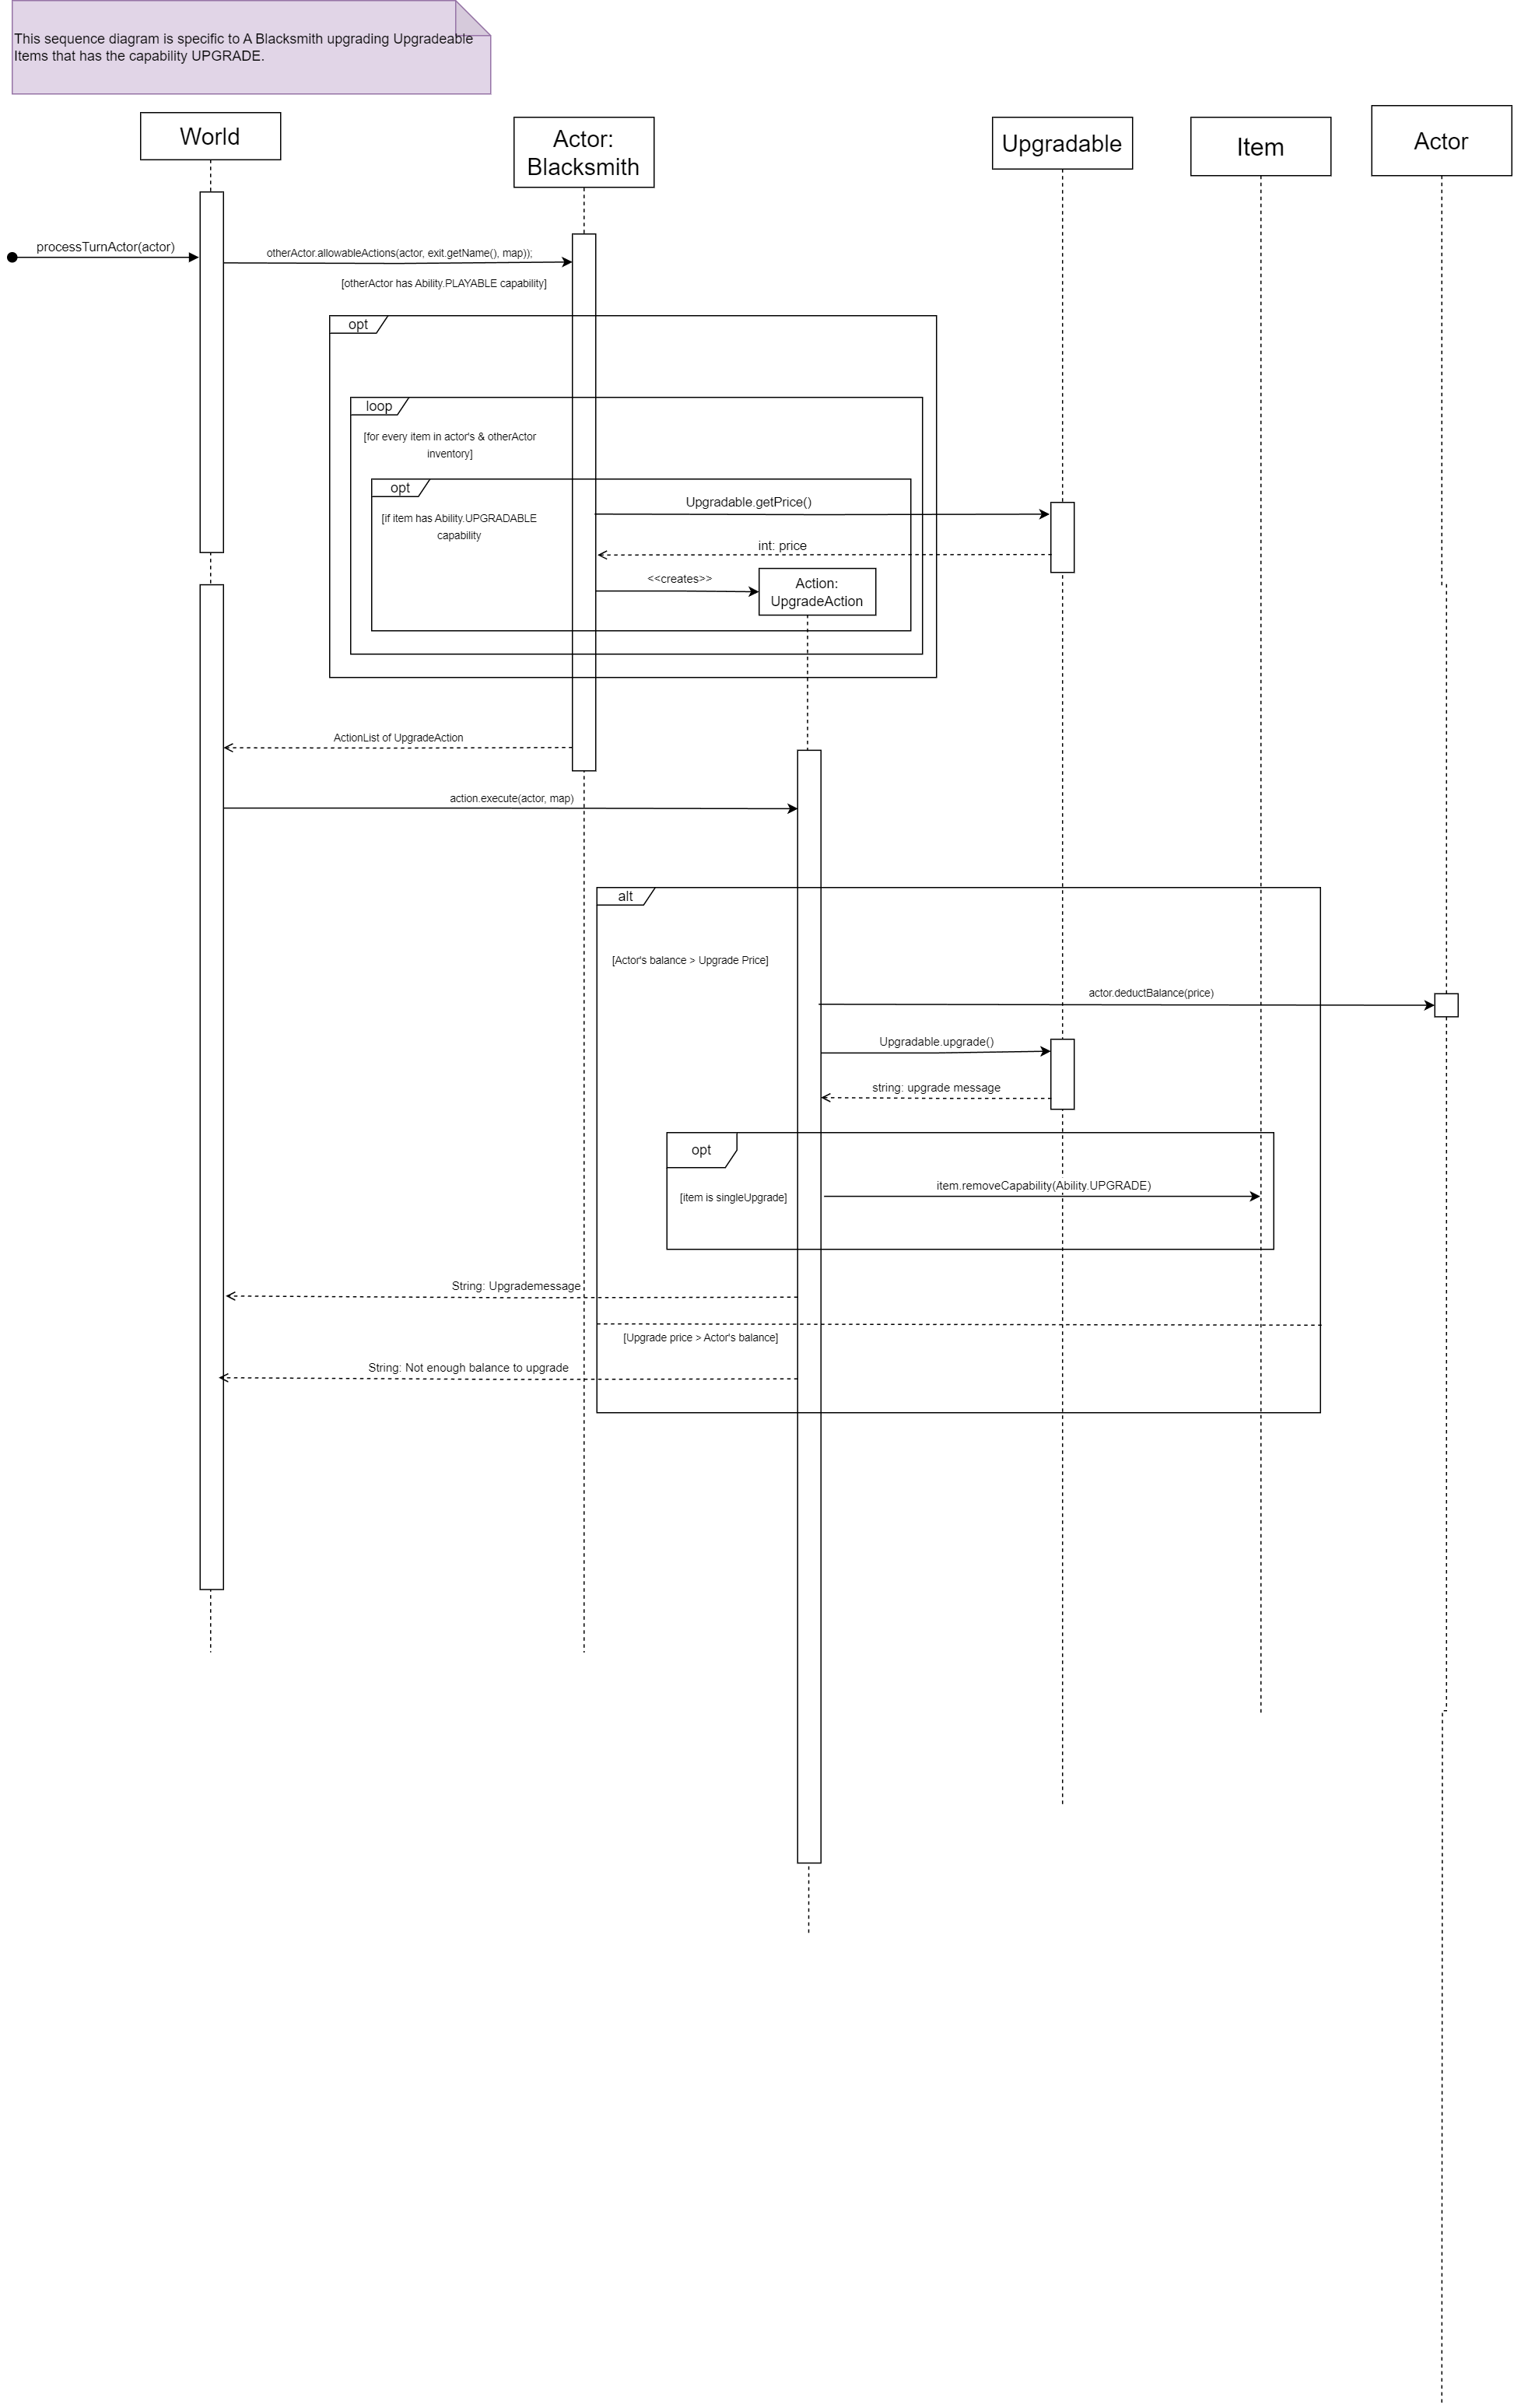 This sequence diagram is specific to A Blacksmith upgrading Upgradeable
Items that has the capability UPGRADE.
World
Actor:
Blacksmith
Upgradable
Item
Actor
processTurnActor(actor)
otherActor.allowableActions(actor, exit.getName(), map));
[otherActor has Ability.PLAYABLE capability]
opt
loop
[for every item in actor's & otherActor
inventory]
opt
[if item has Ability.UPGRADABLE
capability
Upgradable.getPrice()
int: price
<<creates>>
Action:
UpgradeAction
ActionList of UpgradeAction
action.execute(actor, map)
alt
[Actor's balance > Upgrade Price]
actor.deductBalance(price)
Upgradable.upgrade()
string: upgrade message
opt
[item is singleUpgrade]
item.removeCapability(Ability.UPGRADE)
String: Upgrademessage
[Upgrade price > Actor's balance]
String: Not enough balance to upgrade